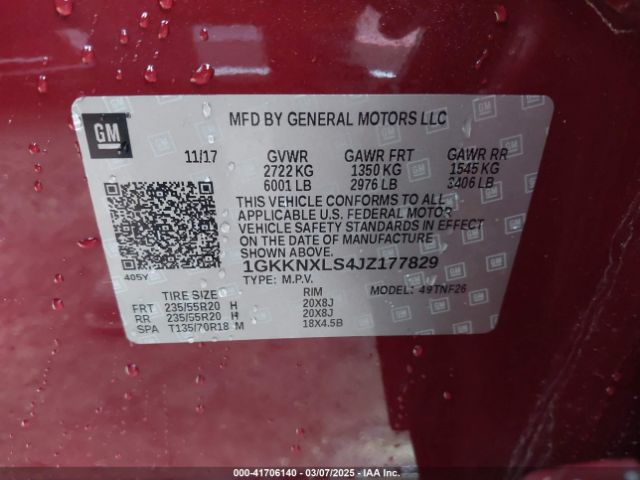 GM
MFD BY GENERAL MOTORS LLC
11/17 GVWR GAWR FRT GAWR RR
2722 KG 1350 KG 1545 KG
6001 LB 2976 LB 3406 LB
THIS VEHICLE CONFORMS TO ALL
APPLICABLE U.S. FEDERAL MOTOR
VEHICLE SAFETY STANDARDS IN EFFECT
ON THE DATE OF MANUFACTURE
SHOWN ABOVE.
1GKKNXLS4JZ177829
405Y
TYPE: M.P.V. MODEL: 49TNF26
TIRE SIZE RIM
FRT 235/55R20 H 20X8J
RR 235/55R20 H 20X8J
SPA T135/70R18 M 18X4.5B
000-41706140 — 03/07/2025 — IAA Inc.